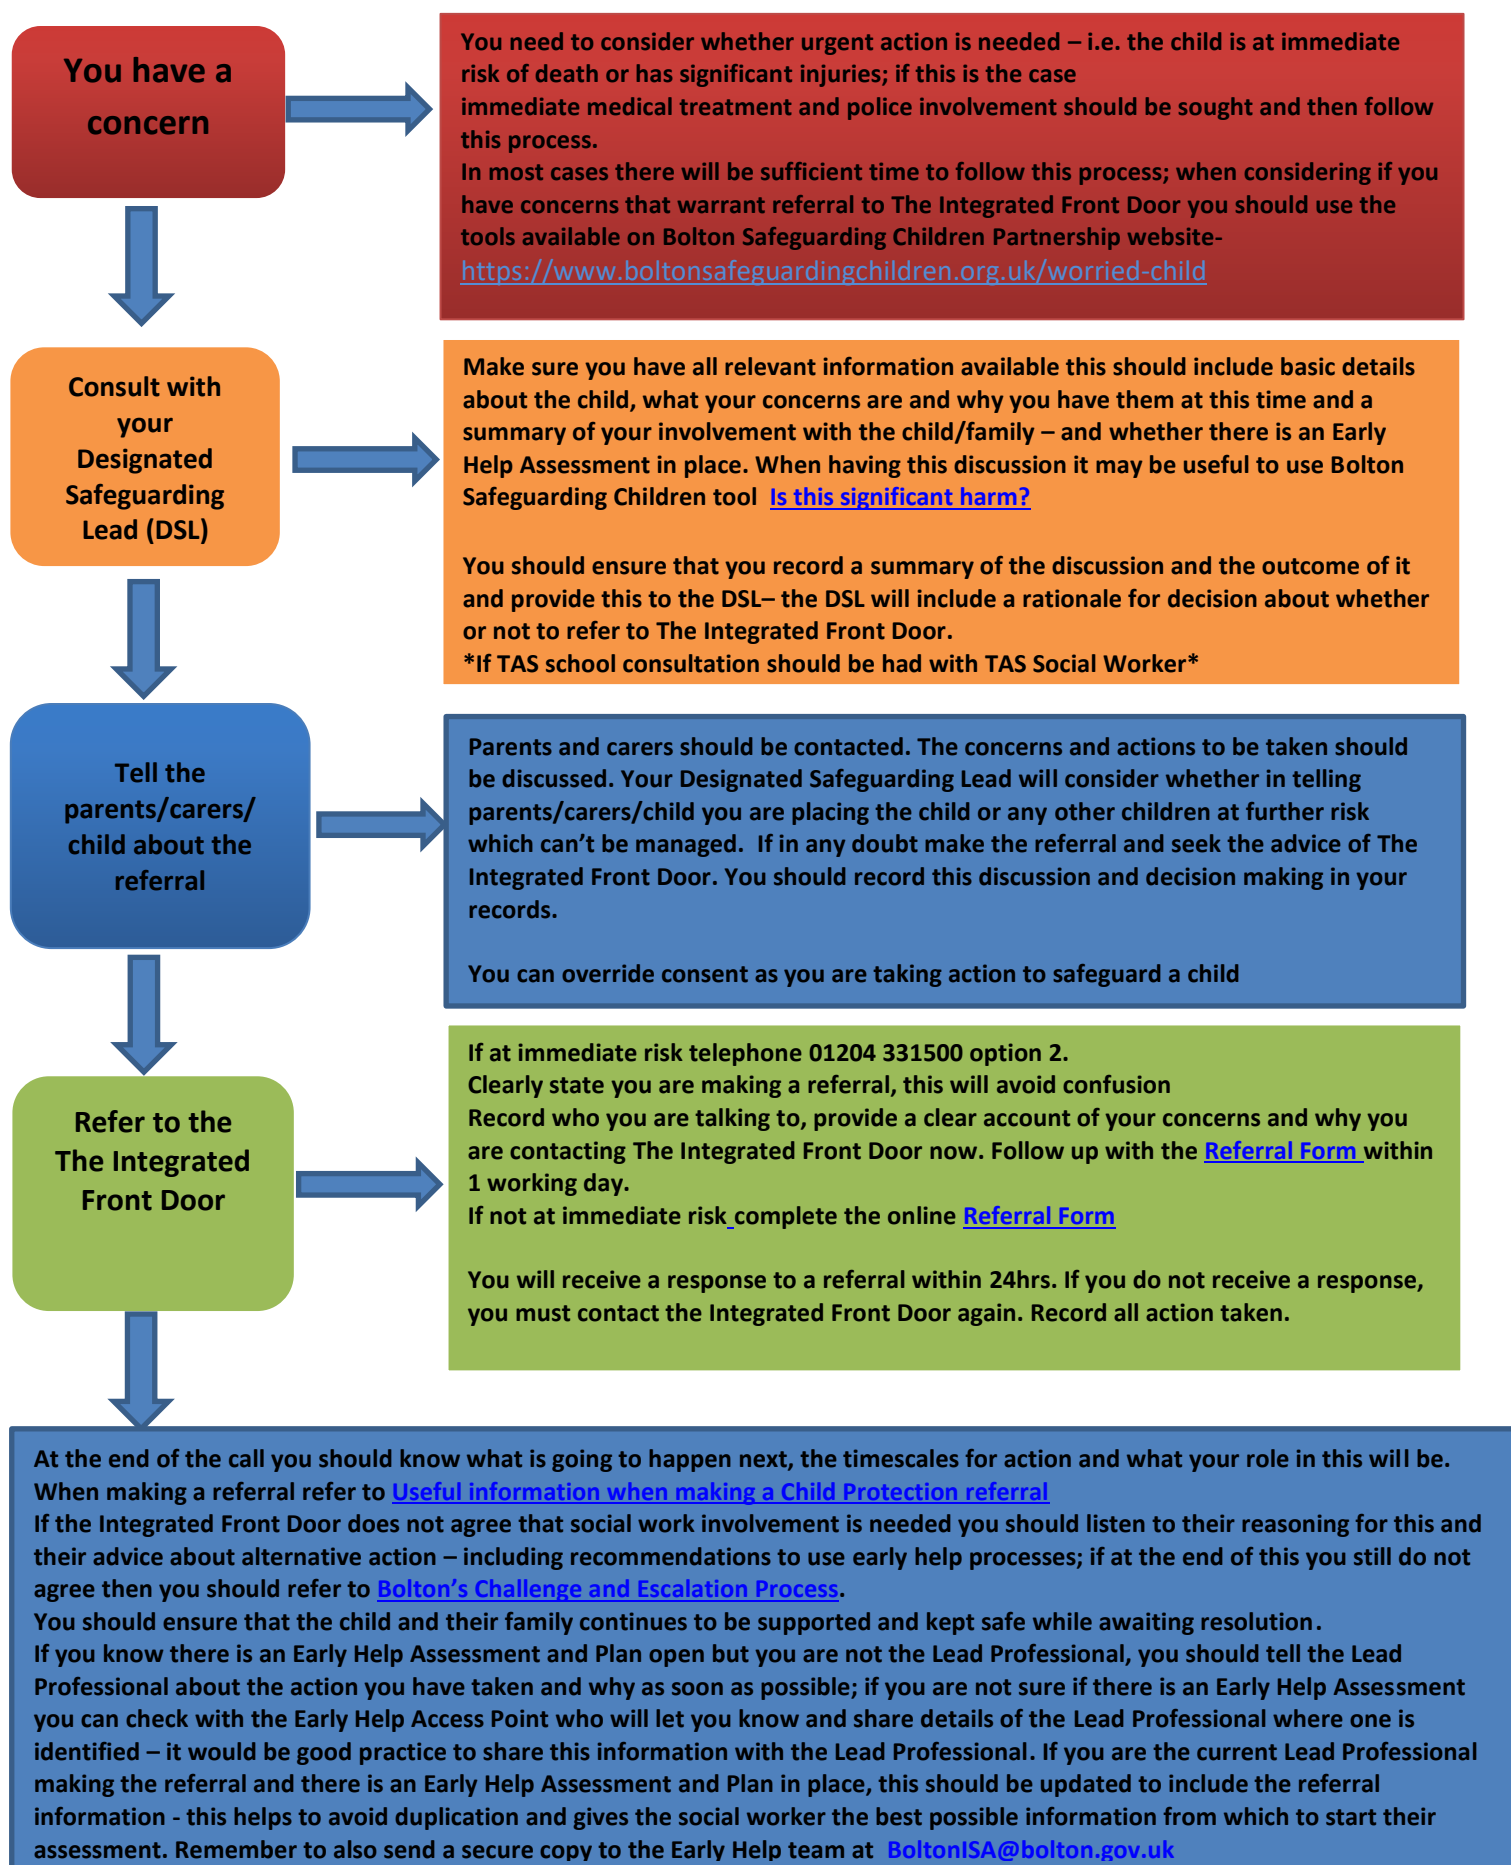 You have a
concern
You need to consider whether urgent action is needed – i.e. the child is at immediate
risk of death or has significant injuries; if this is the case
immediate medical treatment and police involvement should be sought and then follow
this process.
In most cases there will be sufficient time to follow this process; when considering if you
have concerns that warrant referral to The Integrated Front Door you should use the
tools available on Bolton Safeguarding Children Partnership website-
https://www.boltonsafeguardingchildren.org.uk/worried-child
Consult with
your
Designated
Safeguarding
Lead (DSL)
Make sure you have all relevant information available this should include basic details
about the child, what your concerns are and why you have them at this time and a
summary of your involvement with the child/family – and whether there is an Early
Help Assessment in place. When having this discussion it may be useful to use Bolton
Safeguarding Children tool Is this significant harm?
You should ensure that you record a summary of the discussion and the outcome of it
and provide this to the DSL– the DSL will include a rationale for decision about whether
or not to refer to The Integrated Front Door.
*If TAS school consultation should be had with TAS Social Worker*
Tell the
parents/carers/
child about the
referral
Parents and carers should be contacted. The concerns and actions to be taken should
be discussed. Your Designated Safeguarding Lead will consider whether in telling
parents/carers/child you are placing the child or any other children at further risk
which can't be managed. If in any doubt make the referral and seek the advice of The
Integrated Front Door. You should record this discussion and decision making in your
records.
You can override consent as you are taking action to safeguard a child
Refer to the
The Integrated
Front Door
If at immediate risk telephone 01204 331500 option 2.
Clearly state you are making a referral, this will avoid confusion
Record who you are talking to, provide a clear account of your concerns and why you
are contacting The Integrated Front Door now. Follow up with the Referral Form within
1 working day.
If not at immediate risk complete the online Referral Form
You will receive a response to a referral within 24hrs. If you do not receive a response,
you must contact the Integrated Front Door again. Record all action taken.
At the end of the call you should know what is going to happen next, the timescales for action and what your role in this will be.
When making a referral refer to Useful information when making a Child Protection referral
If the Integrated Front Door does not agree that social work involvement is needed you should listen to their reasoning for this and
their advice about alternative action – including recommendations to use early help processes; if at the end of this you still do not
agree then you should refer to Bolton's Challenge and Escalation Process.
You should ensure that the child and their family continues to be supported and kept safe while awaiting resolution.
If you know there is an Early Help Assessment and Plan open but you are not the Lead Professional, you should tell the Lead
Professional about the action you have taken and why as soon as possible; if you are not sure if there is an Early Help Assessment
you can check with the Early Help Access Point who will let you know and share details of the Lead Professional where one is
identified – it would be good practice to share this information with the Lead Professional. If you are the current Lead Professional
making the referral and there is an Early Help Assessment and Plan in place, this should be updated to include the referral
information - this helps to avoid duplication and gives the social worker the best possible information from which to start their
assessment. Remember to also send a secure copy to the Early Help team at BoltonISA@bolton.gov.uk